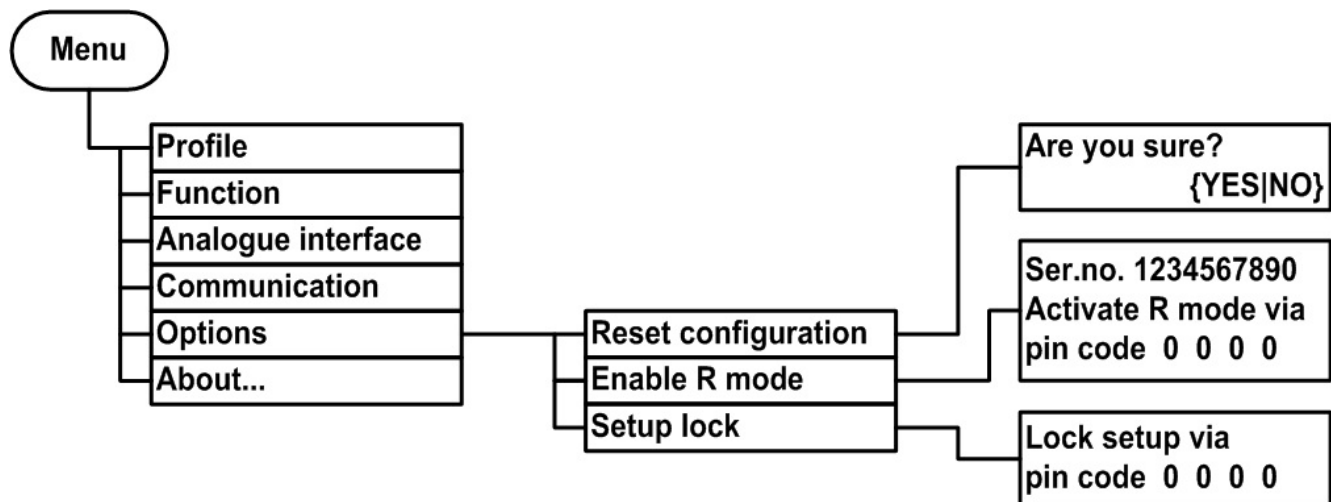 Menu
Profile
Function
Analogue interface
Communication
Options
About...
Reset configuration
Enable R mode
Setup lock
Are you sure?
{YES|NO}
Ser.no. 1234567890
Activate R mode via
pin code 0 0 0 0
Lock setup via
pin code 0 0 0 0